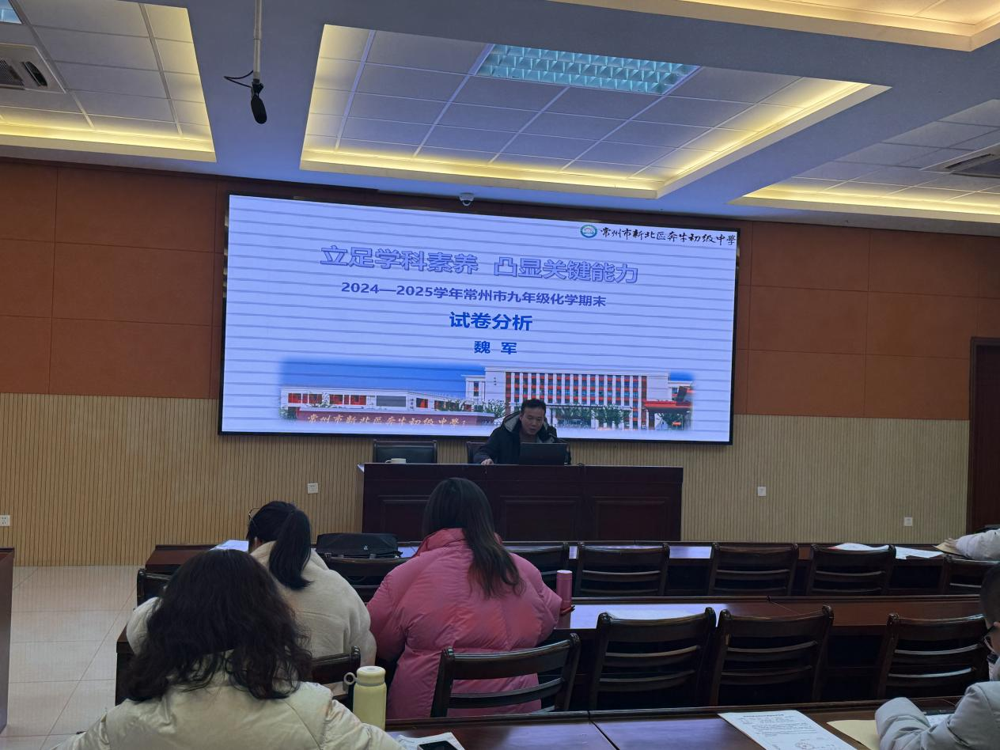 常州市新北区奔牛初级中學
立足学科素养 凸显关键能力
2024—2025学年常州市九年级化学期末
试卷分析
魏 军
常州市新北区奔牛初级中學